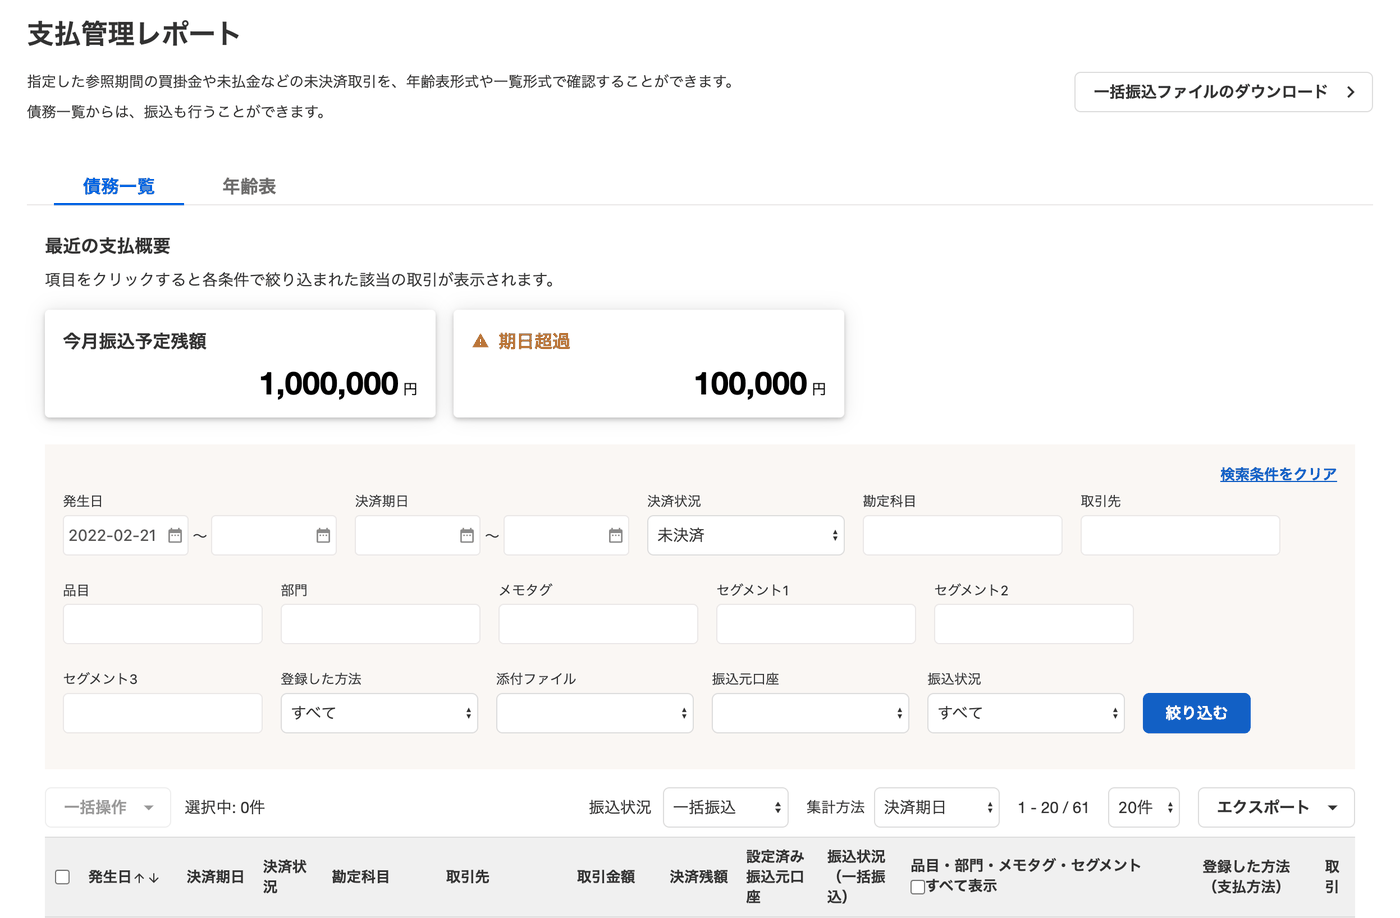 支払管理レポート
指定した参照期間の買掛金や未払金などの未決済取引を、年齢表形式や一覧形式で確認することができます。
債務一覧からは、振込も行うことができます。
一括振込ファイルのダウンロード
債務一覧 年齢表
最近の支払概要
項目をクリックすると各条件で絞り込まれた該当の取引が表示されます。
今月振込予定残額
1,000,000 円
期日超過
100,000 円
検索条件をクリア
発生日 決済期日 決済状況 勘定科目 取引先
2022-02-21 〜 〜 未決済
品目 部門 メモタグ セグメント1 セグメント2
セグメント3 登録した方法 添付ファイル 振込元口座 振込状況
すべて すべて 絞り込む
一括操作 選択中: 0件 振込状況 一括振込 集計方法 決済期日 1 - 20 / 61 20件 エクスポート
発生日↑↓ 決済期日 決済状況 勘定科目 取引先 取引金額 決済残額 設定済み振込元口座 振込状況（一括振込） 品目・部門・メモタグ・セグメント すべて表示 登録した方法（支払方法） 取引